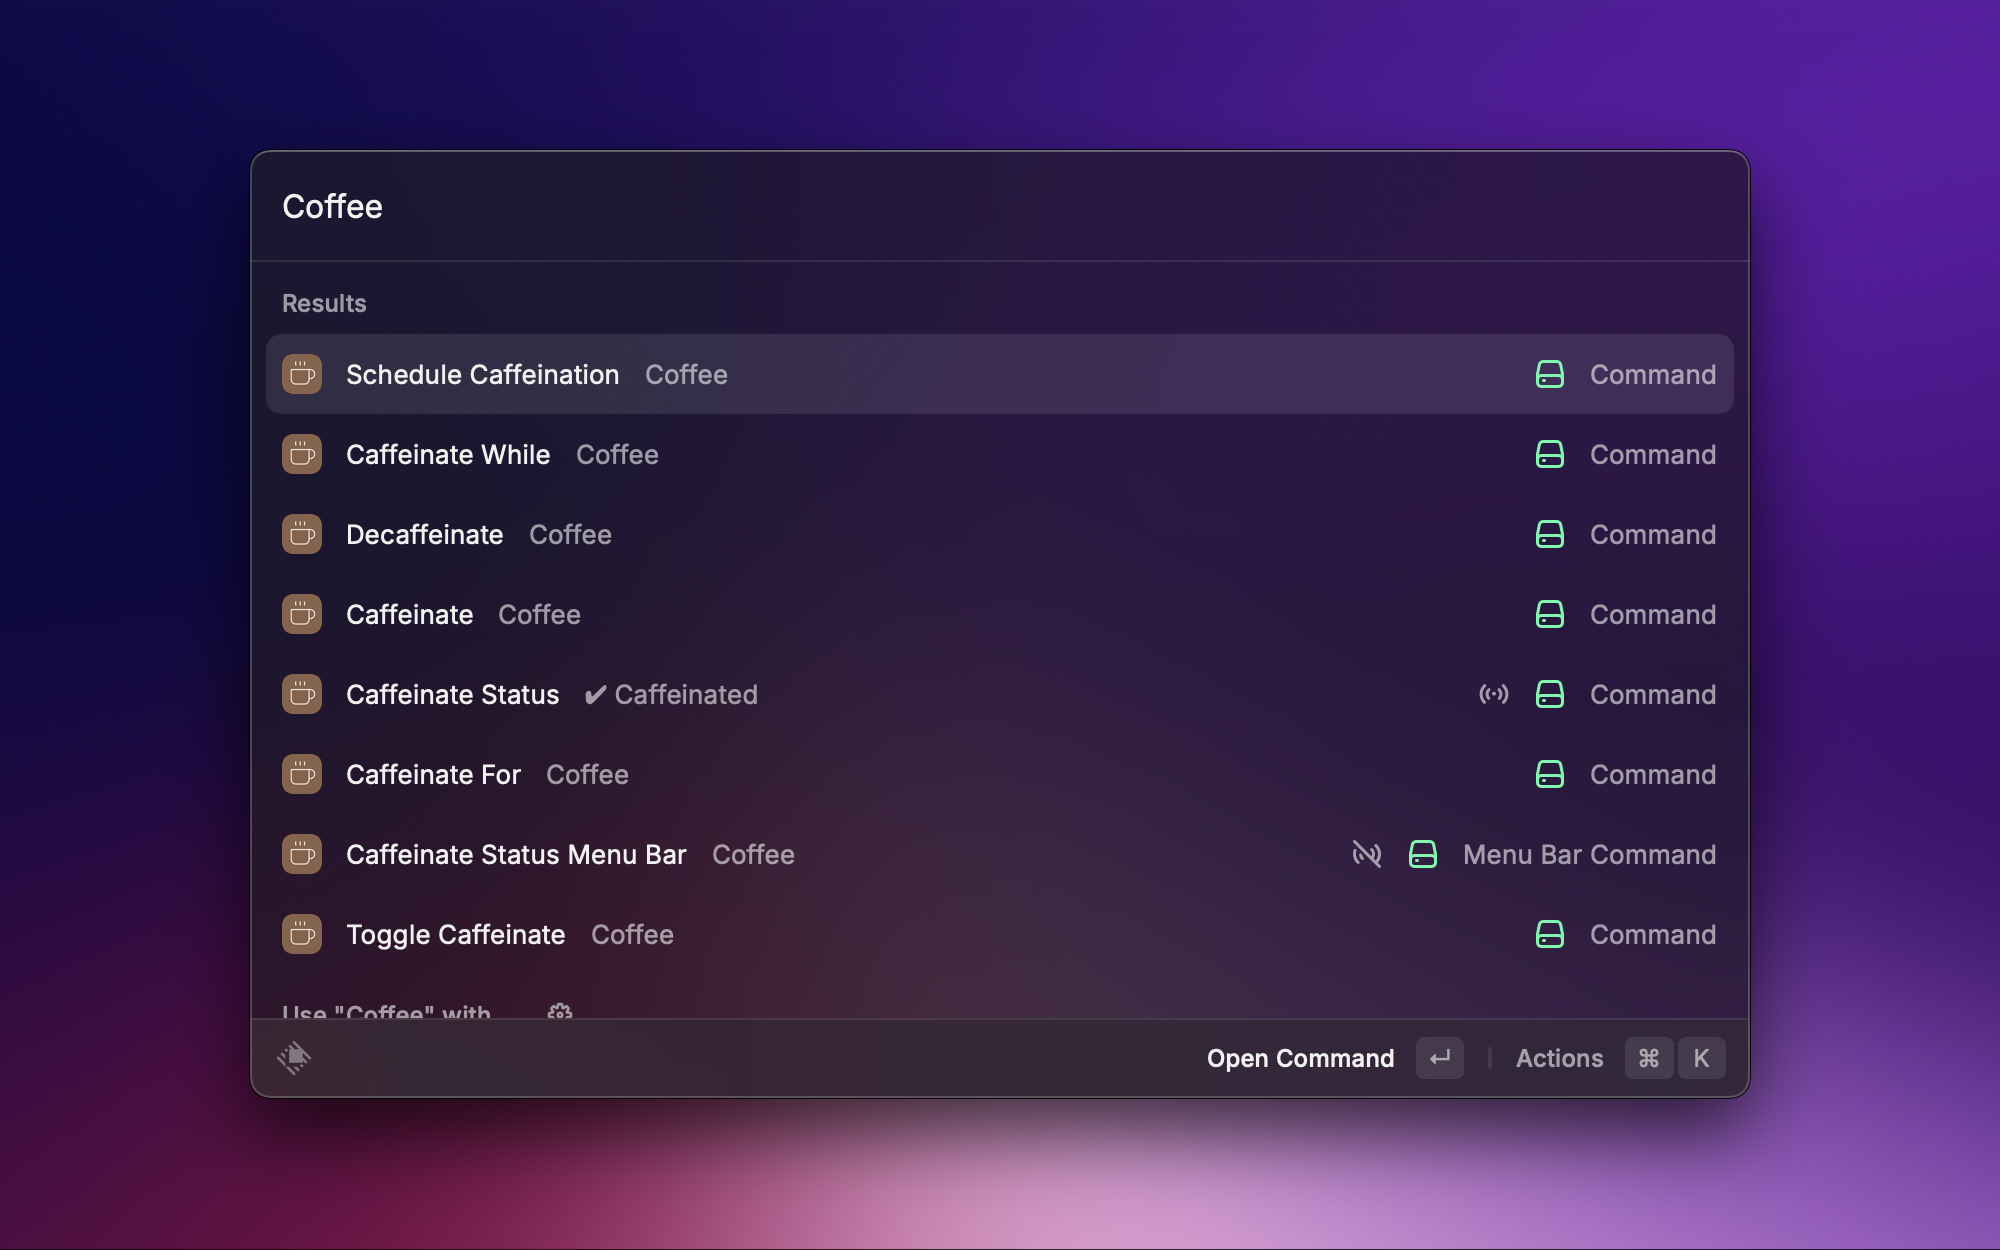 Coffee
Results
Schedule Caffeination Coffee Command
Caffeinate While Coffee Command
Decaffeinate Coffee Command
Caffeinate Coffee Command
Caffeinate Status ✔ Caffeinated Command
Caffeinate For Coffee Command
Caffeinate Status Menu Bar Coffee Menu Bar Command
Toggle Caffeinate Coffee Command
Use "Coffee" with
Open Command ↵ Actions ⌘ K